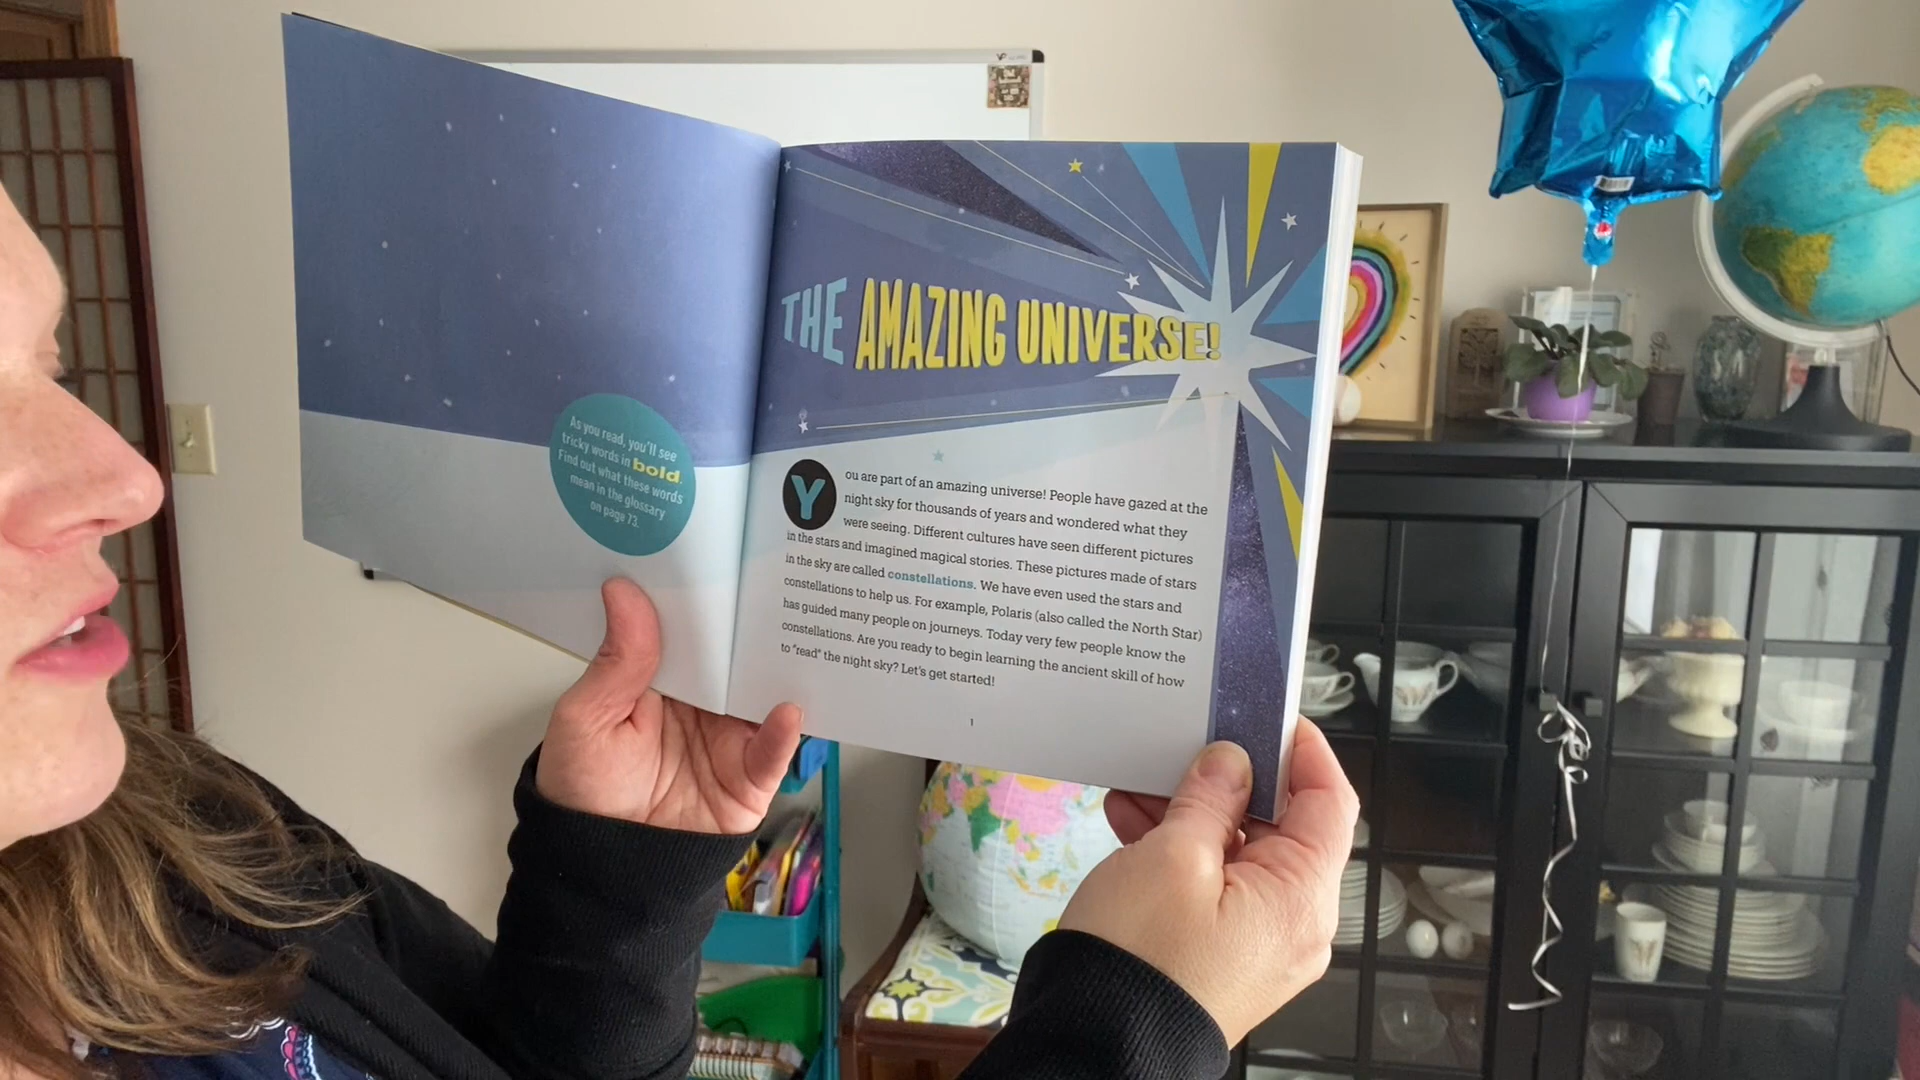 As you read, you'll see
tricky words in bold.
Find out what these words
mean in the glossary
on page 73.
THE AMAZING UNIVERSE!
You are part of an amazing universe! People have gazed at the
night sky for thousands of years and wondered what they
were seeing. Different cultures have seen different pictures
in the stars and imagined magical stories. These pictures made of stars
in the sky are called constellations. We have even used the stars and
constellations to help us. For example, Polaris (also called the North Star)
has guided many people on journeys. Today very few people know the
constellations. Are you ready to begin learning the ancient skill of how
to "read" the night sky? Let's get started!
1